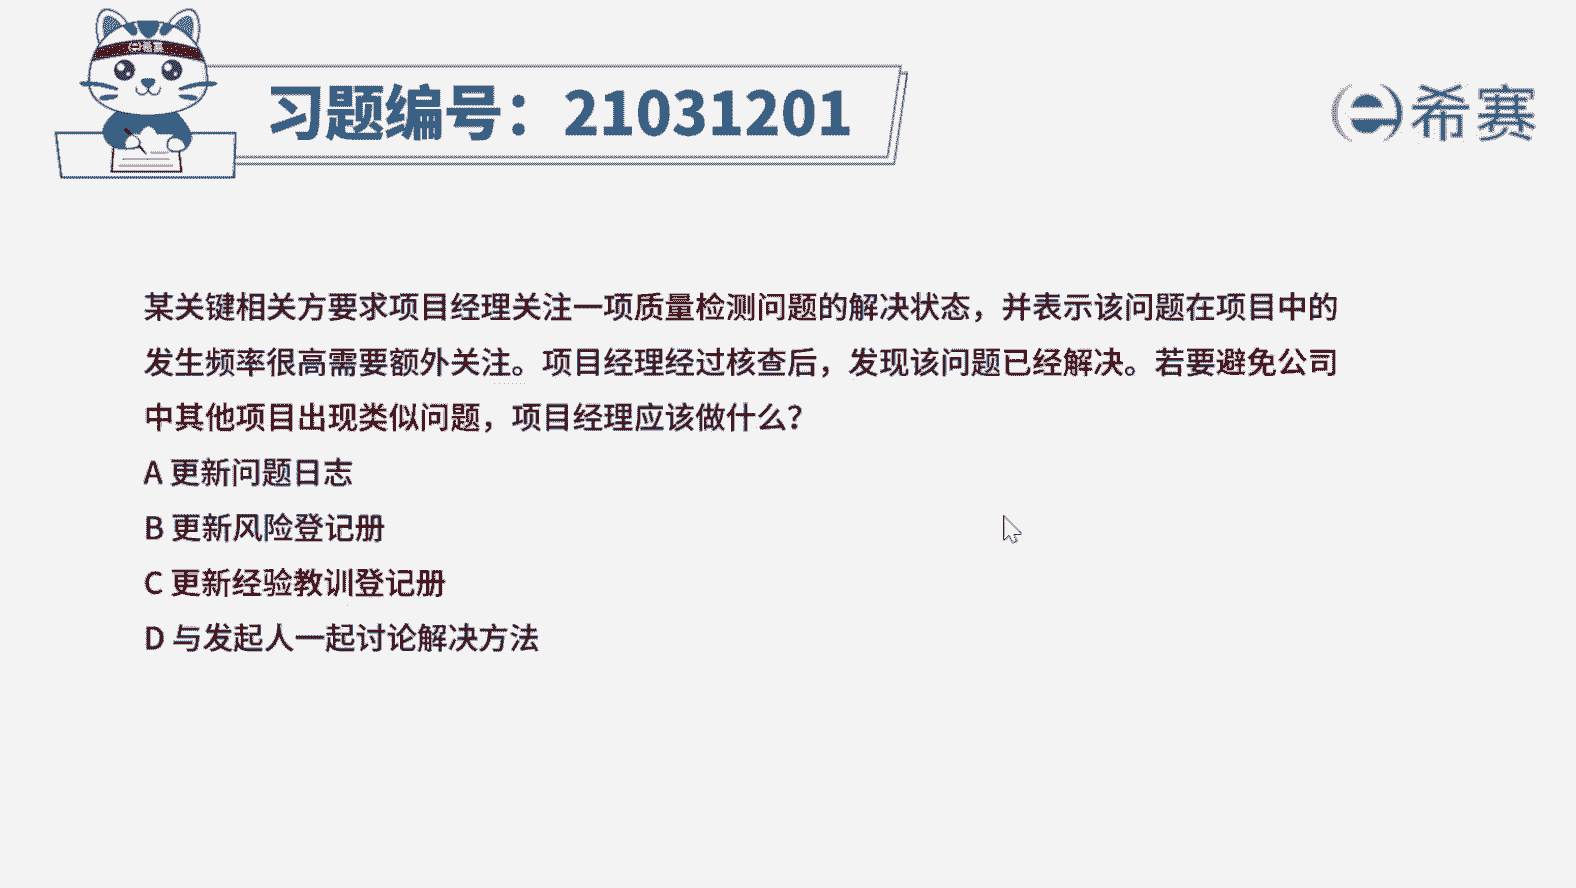 希赛
习题编号：21031201
希赛
某关键相关方要求项目经理关注一项质量检测问题的解决状态，并表示该问题在项目中的
发生频率很高需要额外关注。项目经理经过核查后，发现该问题已经解决。若要避免公司
中其他项目出现类似问题，项目经理应该做什么？
A 更新问题日志
B 更新风险登记册
C 更新经验教训登记册
D 与发起人一起讨论解决方法